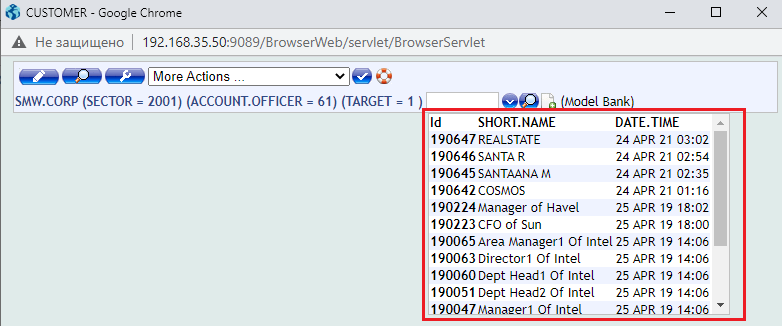 CUSTOMER - Google Chrome
Не защищено 192.168.35.50:9089/BrowserWeb/servlet/BrowserServlet
More Actions ...
SMW.CORP (SECTOR = 2001) (ACCOUNT.OFFICER = 61) (TARGET = 1 ) (Model Bank)
Id SHORT.NAME DATE.TIME
190647 REALSTATE 24 APR 21 03:02
190646 SANTA R 24 APR 21 02:54
190645 SANTAANA M 24 APR 21 02:35
190642 COSMOS 24 APR 21 01:16
190224 Manager of Havel 25 APR 19 18:02
190223 CFO of Sun 25 APR 19 18:00
190065 Area Manager1 Of Intel 25 APR 19 14:06
190063 Director1 Of Intel 25 APR 19 14:06
190060 Dept Head1 Of Intel 25 APR 19 14:06
190051 Dept Head2 Of Intel 25 APR 19 14:06
190047 Manager1 Of Intel 25 APR 19 14:06